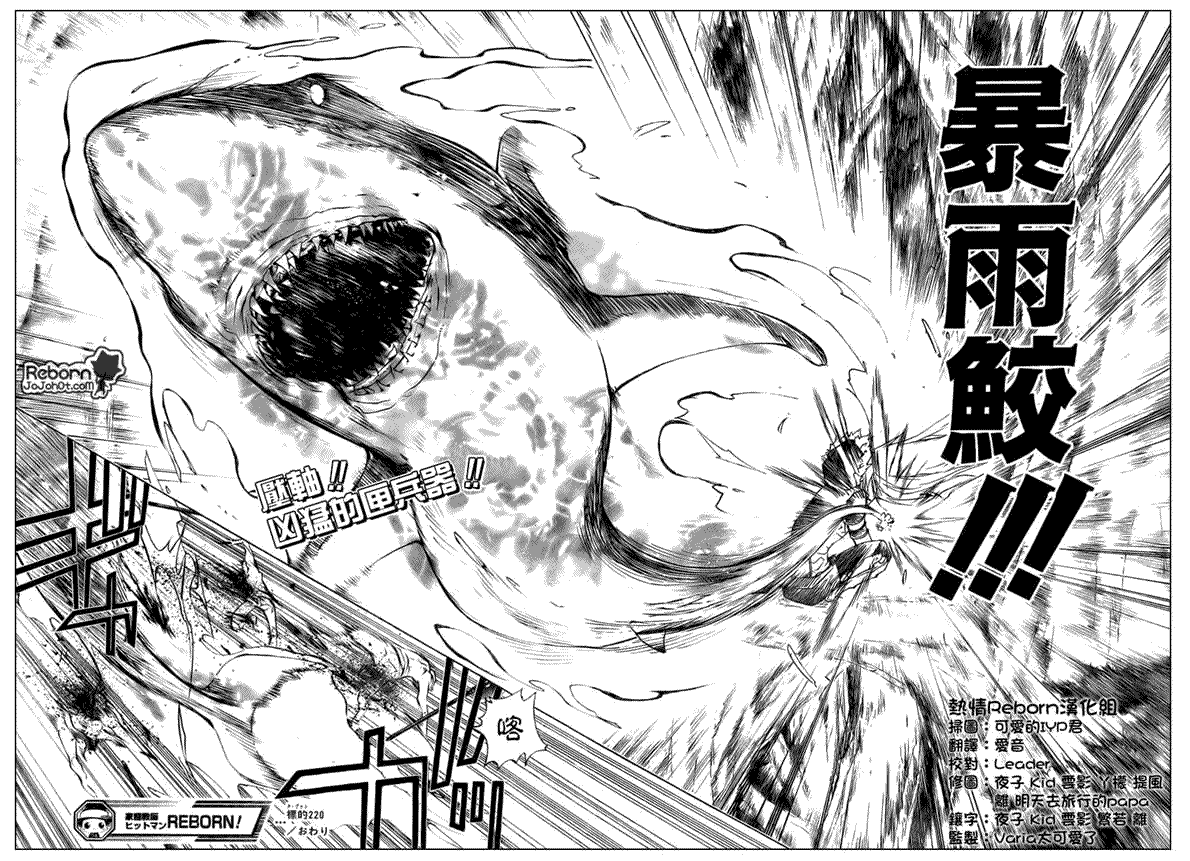 暴雨鮫!!!
壓軸!!
凶猛的匣兵器!!
Reborn
JoJoHOt.com
喀
家庭教師
ヒットマンREBORN!
標的220
おわり
熱情Reborn漢化組
掃圖：可愛的IVP君
翻譯：愛音
校對：Leader
修圖：夜子 Kid 雲影 丫樣 提風
離 明天去旅行的papa
鑲字：夜子 Kid 雲影 繁若 離
監製：Varia太可愛了